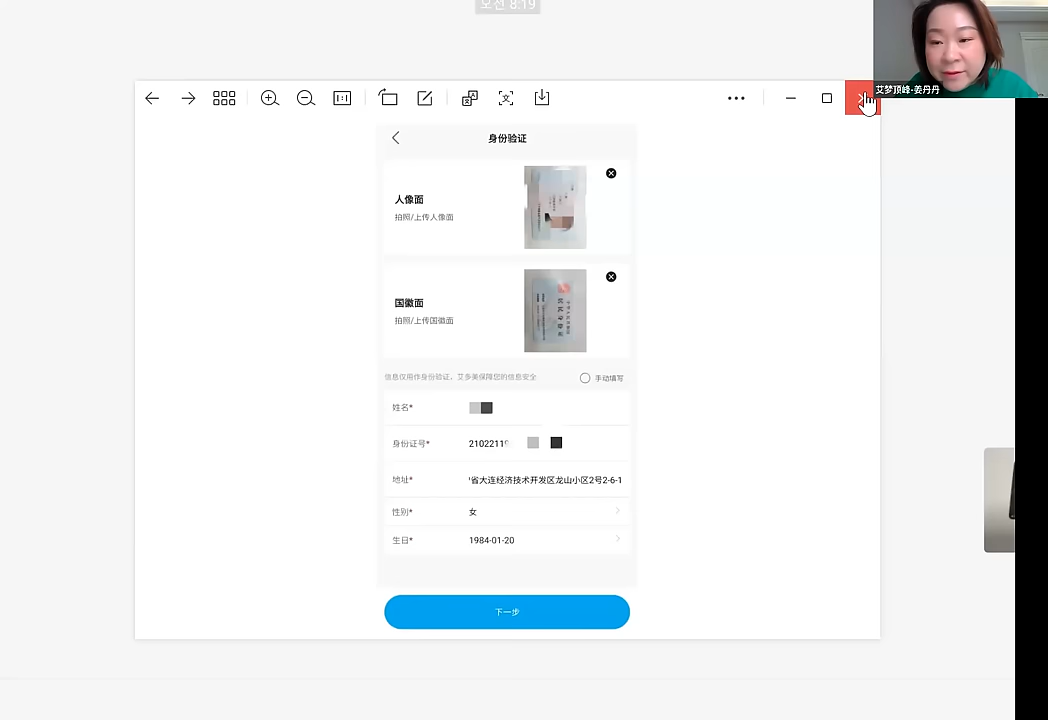 오전 8:19
艾梦顶峰-姜丹丹
身份验证
人像面
拍照/上传人像面
国徽面
拍照/上传国徽面
信息仅用作身份验证，艾多美保障您的信息安全
手动填写
姓名*
身份证号*
2102211
地址*
省大连经济技术开发区龙山小区2号2-6-1
性别*
女
生日*
1984-01-20
下一步